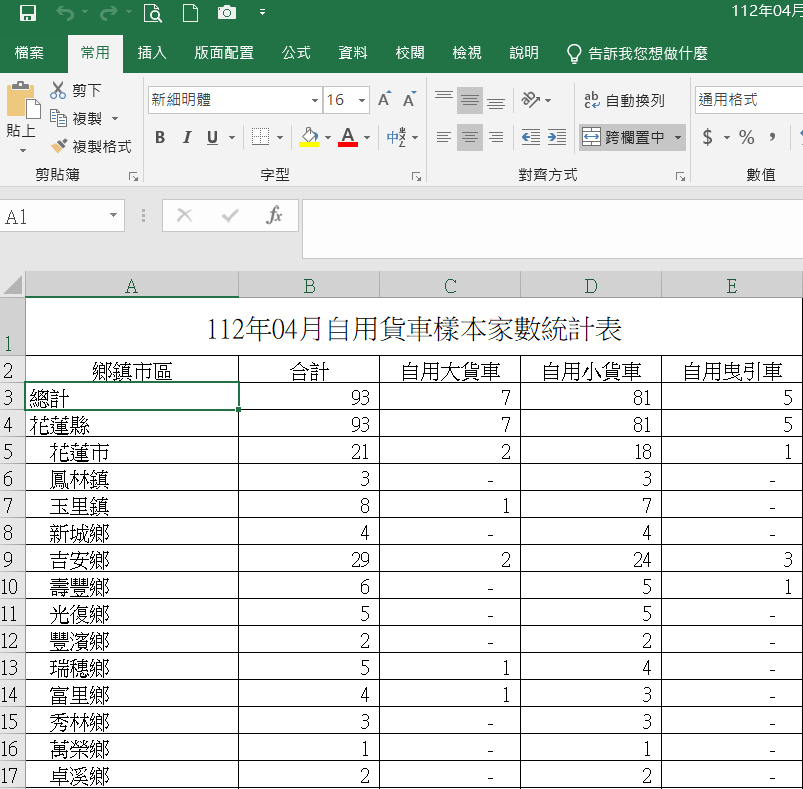 112年04月
檔案 常用 插入 版面配置 公式 資料 校閱 檢視 說明 告訴我您想做什麼
貼上 剪下 複製 複製格式
剪貼簿
新細明體 16 A A
B I U A 中
字型
ab 自動換列
跨欄置中
對齊方式
通用格式
$ % ,
數值
A1 fx
A B C D E
1 112年04月自用貨車樣本家數統計表
2 鄉鎮市區 合計 自用大貨車 自用小貨車 自用曳引車
3 總計 93 7 81 5
4 花蓮縣 93 7 81 5
5 花蓮市 21 2 18 1
6 鳳林鎮 3 - 3 -
7 玉里鎮 8 1 7 -
8 新城鄉 4 - 4 -
9 吉安鄉 29 2 24 3
10 壽豐鄉 6 - 5 1
11 光復鄉 5 - 5 -
12 豐濱鄉 2 - 2 -
13 瑞穗鄉 5 1 4 -
14 富里鄉 4 1 3 -
15 秀林鄉 3 - 3 -
16 萬榮鄉 1 - 1 -
17 卓溪鄉 2 - 2 -